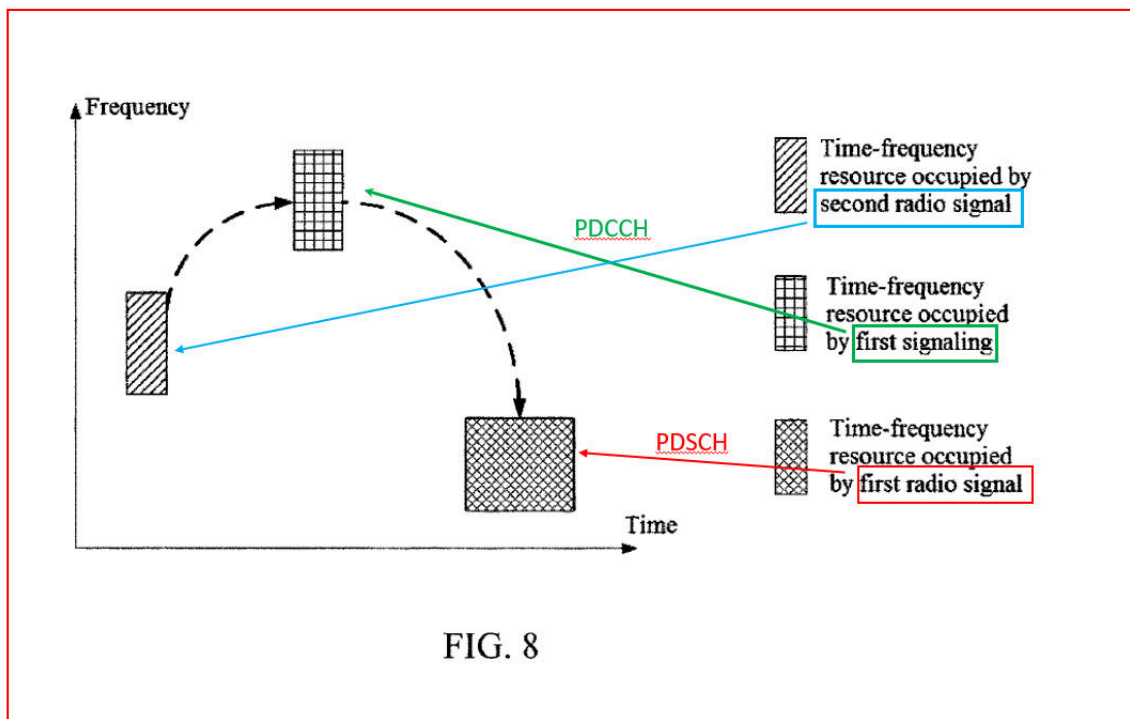 Frequency
Time-frequency
resource occupied by
second radio signal
PDCCH
Time-frequency
resource occupied
by first signaling
PDSCH
Time-frequency
resource occupied
by first radio signal
Time
FIG. 8